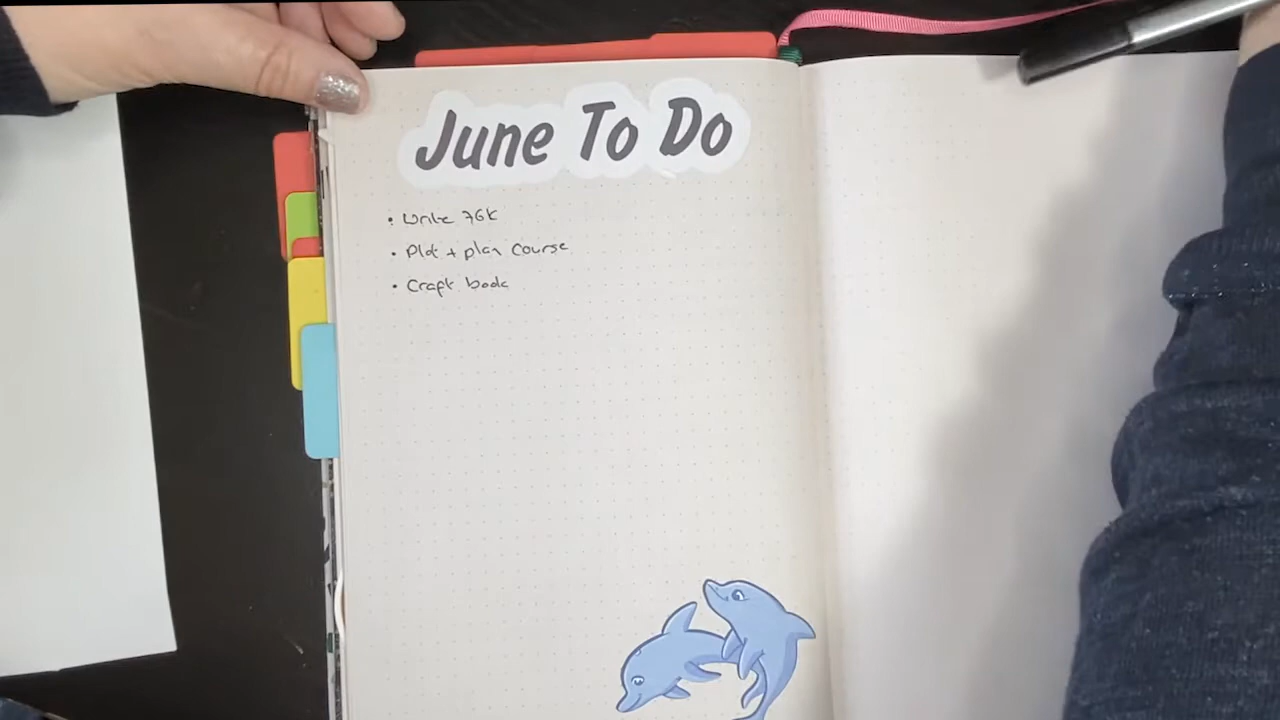 June To Do
• Write 76K
• Plot + plan course
• Craft book